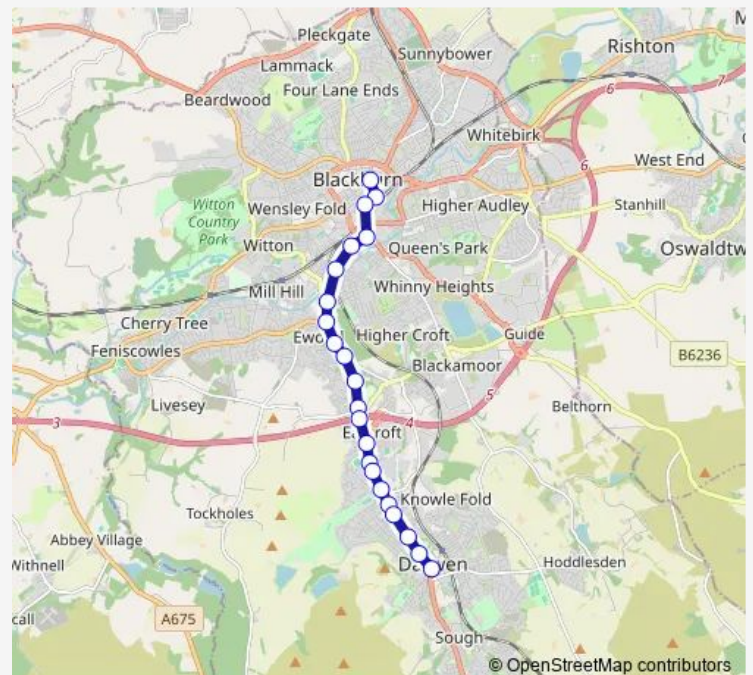 Pleckgate
Sunnybower
Rishton
Lammack
Four Lane Ends
Beardwood
6
7
Whitebirk
6
West End
Witton
Country
Park
Wensley Fold
Higher Audley
Stanhill
Oswaldtw
Witton
Queen's Park
Mill Hill
Whinny Heights
Cherry Tree
Higher Croft
Guide
Feniscowles
Blackamoor
B6236
Livesey
5
Belthorn
3
4
Knowle Fold
Tockholes
Abbey Village
Withnell
Hoddlesden
call
A675
Sough
© OpenStreetMap contributors